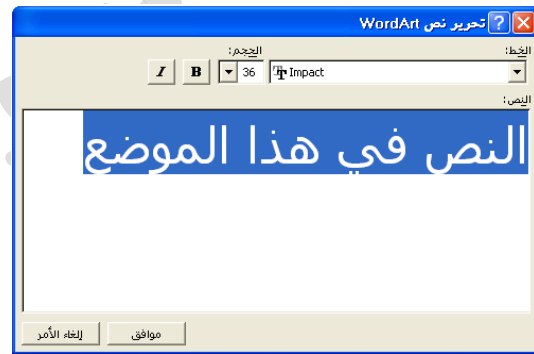 تحرير نص WordArt
الخط:
الحجم:
Impact
36
B
I
النص:
النص في هذا الموضع
موافق
إلغاء الأمر